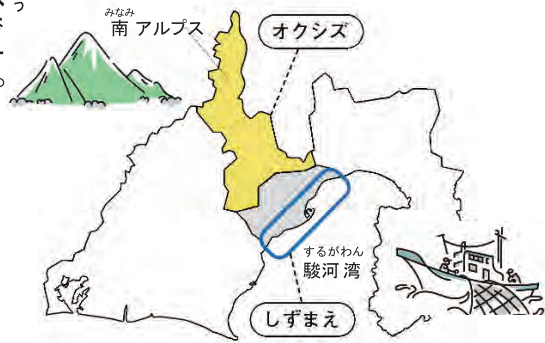 みなみ
南アルプス
オクシズ
するがわん
駿河湾
しずまえ